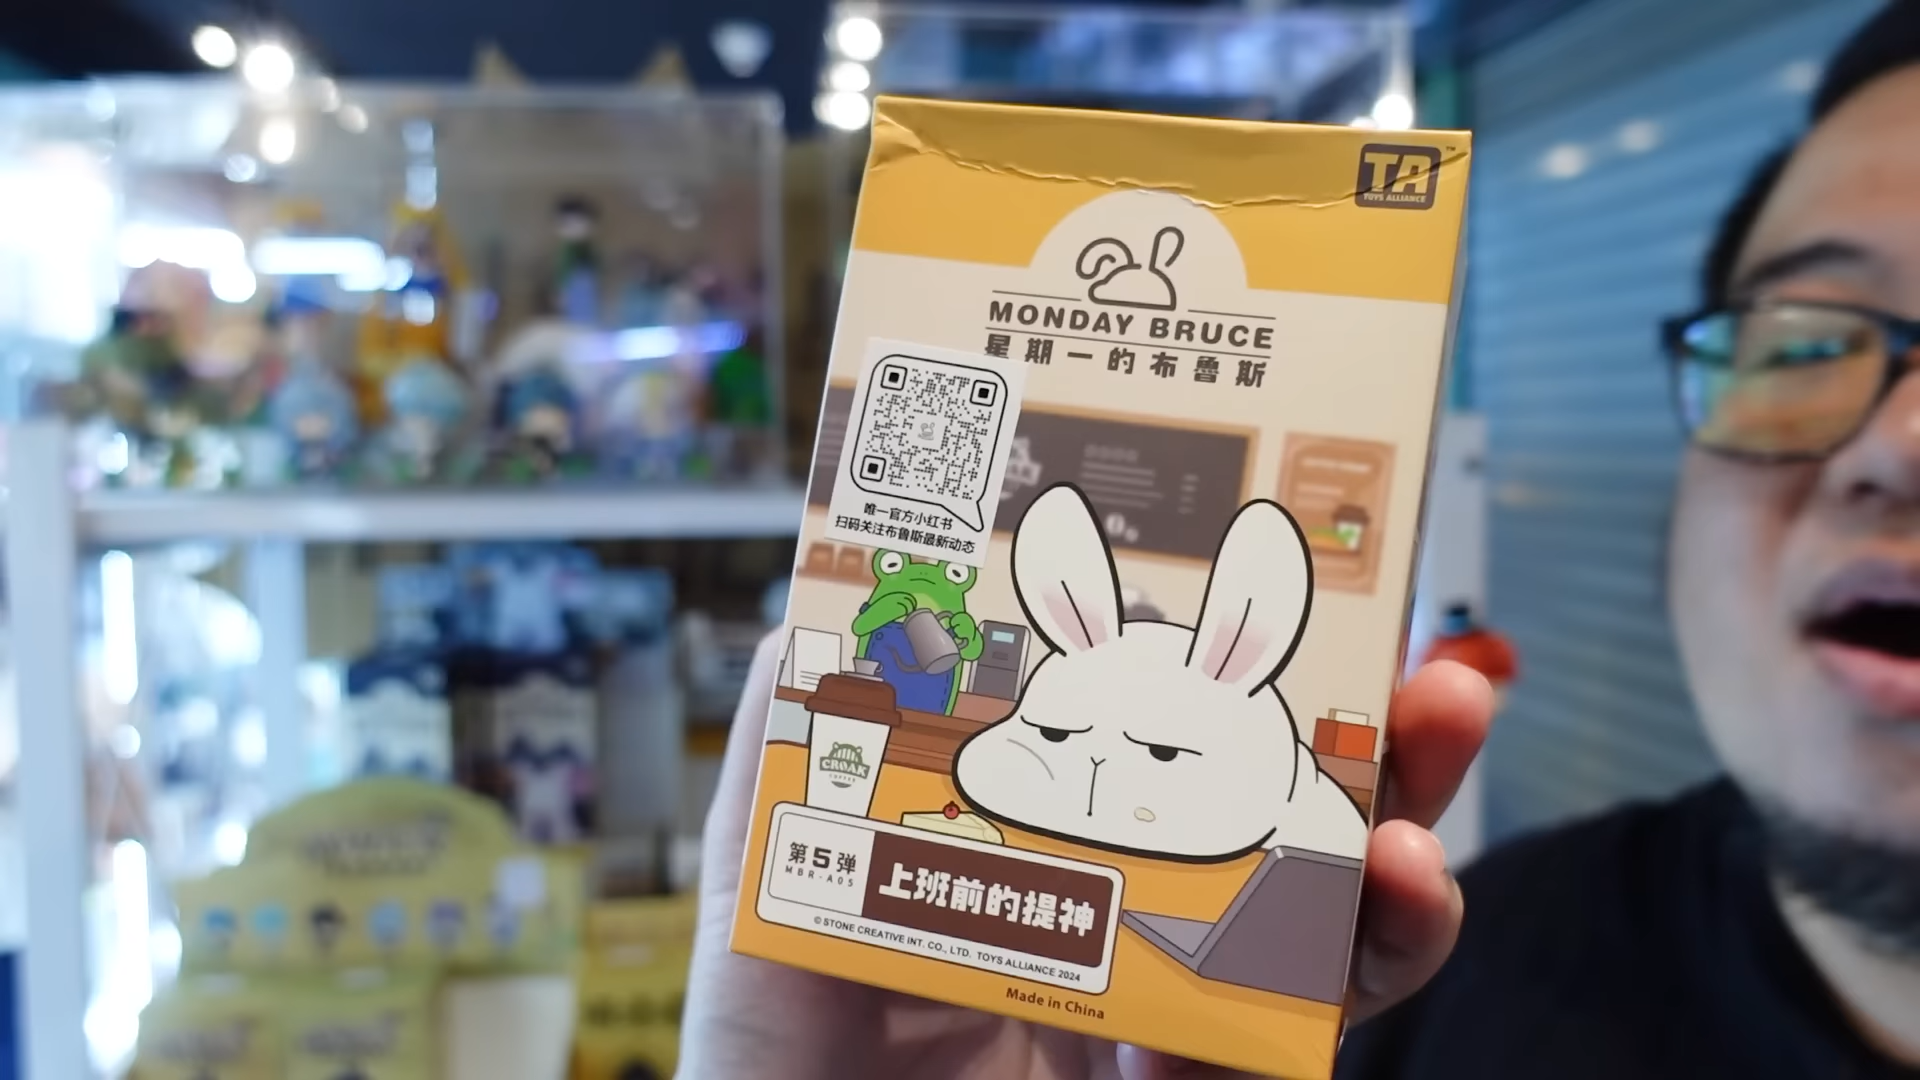 TA
TM
TOYS ALLIANCE
MONDAY BRUCE
星期一的布魯斯
唯一官方小红书
扫码关注布鲁斯最新动态
CROAK
COFFEE
第5弹
MBR-A05
上班前的提神
© STONE CREATIVE INT. CO., LTD. TOYS ALLIANCE 2024
Made in China